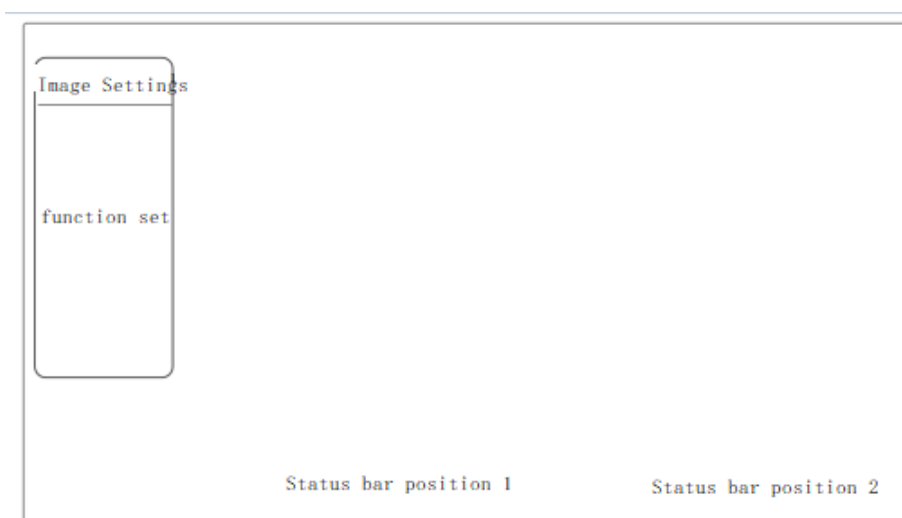 Image Settings
function set
Status bar position 1
Status bar position 2